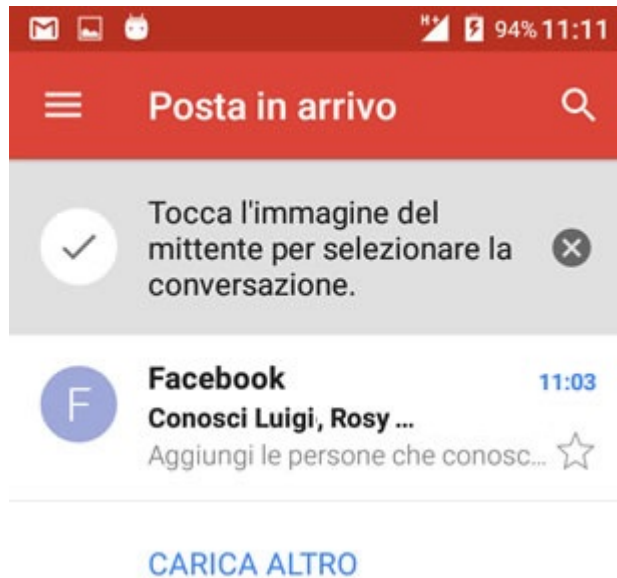 H+ 94% 11:11
Posta in arrivo
Tocca l'immagine del
mittente per selezionare la
conversazione.
F Facebook 11:03
Conosci Luigi, Rosy ...
Aggiungi le persone che conosc...
CARICA ALTRO